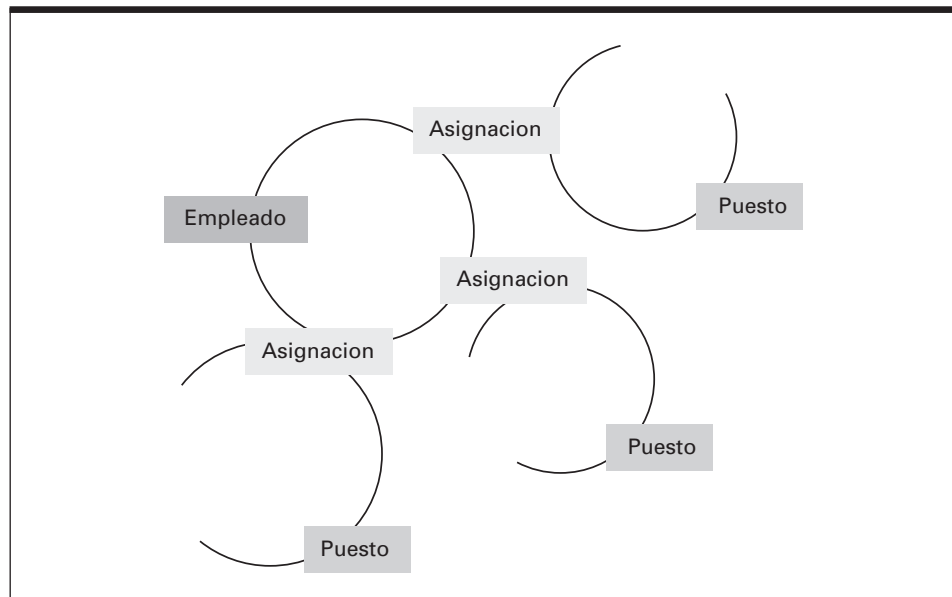 Asignacion
Puesto
Empleado
Asignacion
Asignacion
Puesto
Puesto